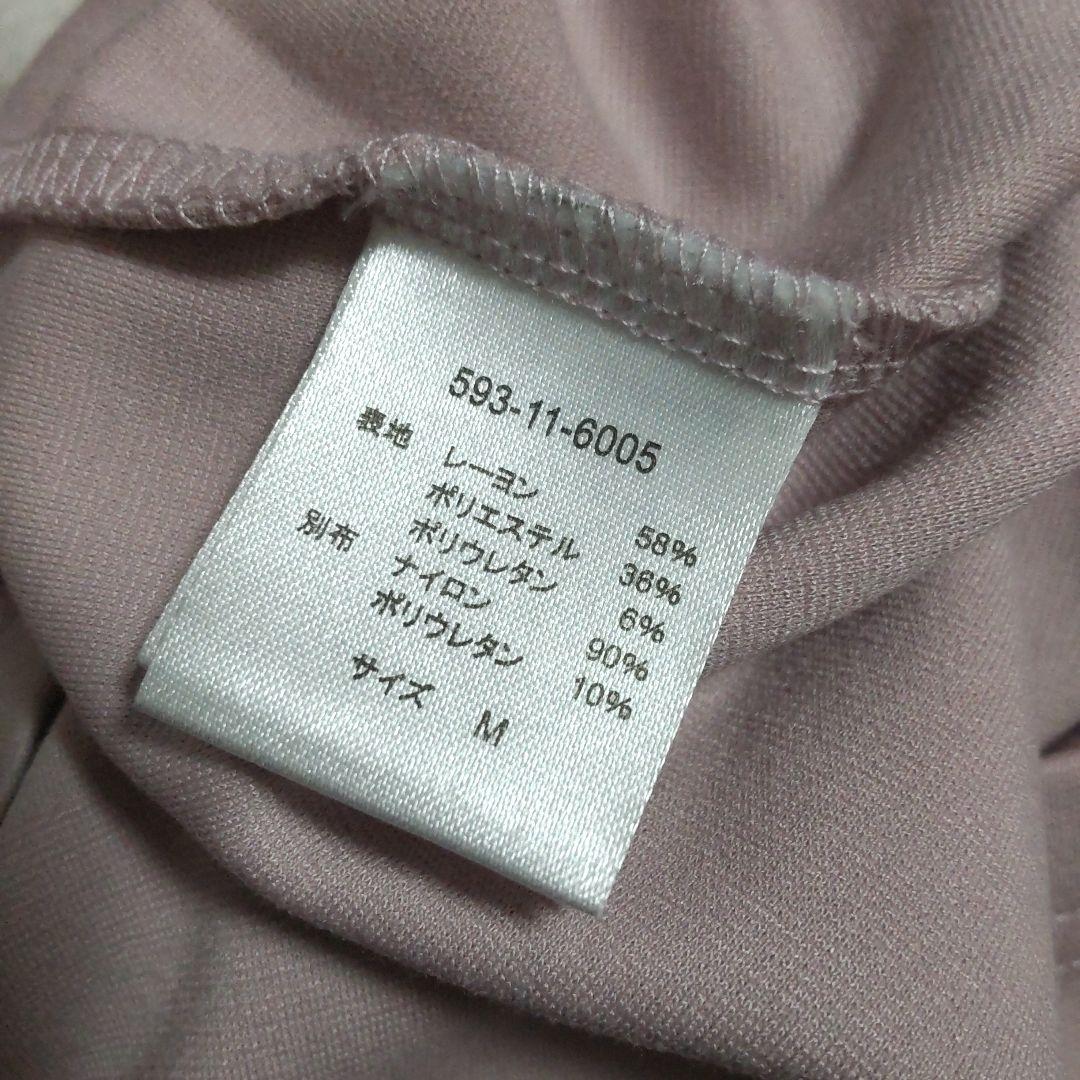 593-11-6005
表地 レーヨン 58%
ポリエステル 36%
ポリウレタン 6%
別布 ナイロン 90%
ポリウレタン 10%
サイズ M